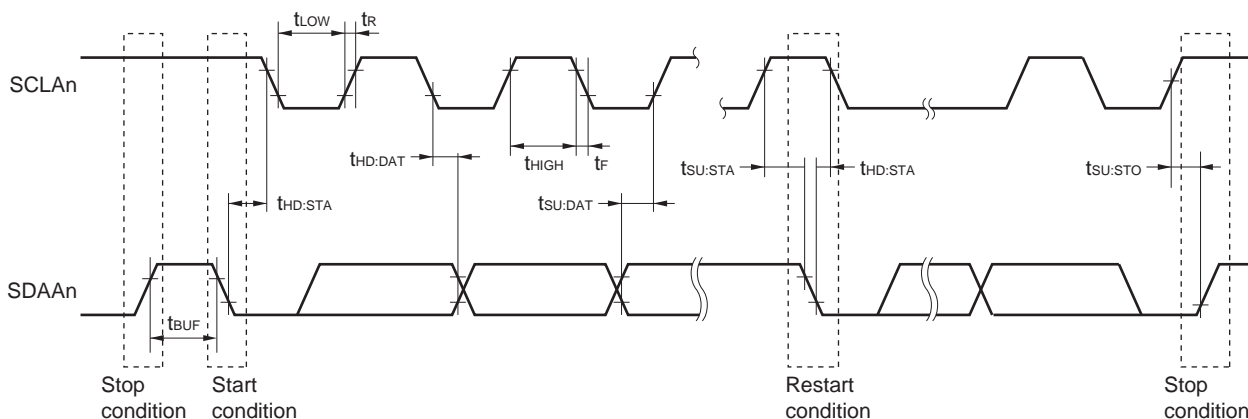 tLOW
tR
SCLAn
tHD:DAT
tHIGH
tF
tSU:STA
tHD:STA
tSU:STO
tHD:STA
tSU:DAT
SDAAn
tBUF
Stop
condition
Start
condition
Restart
condition
Stop
condition